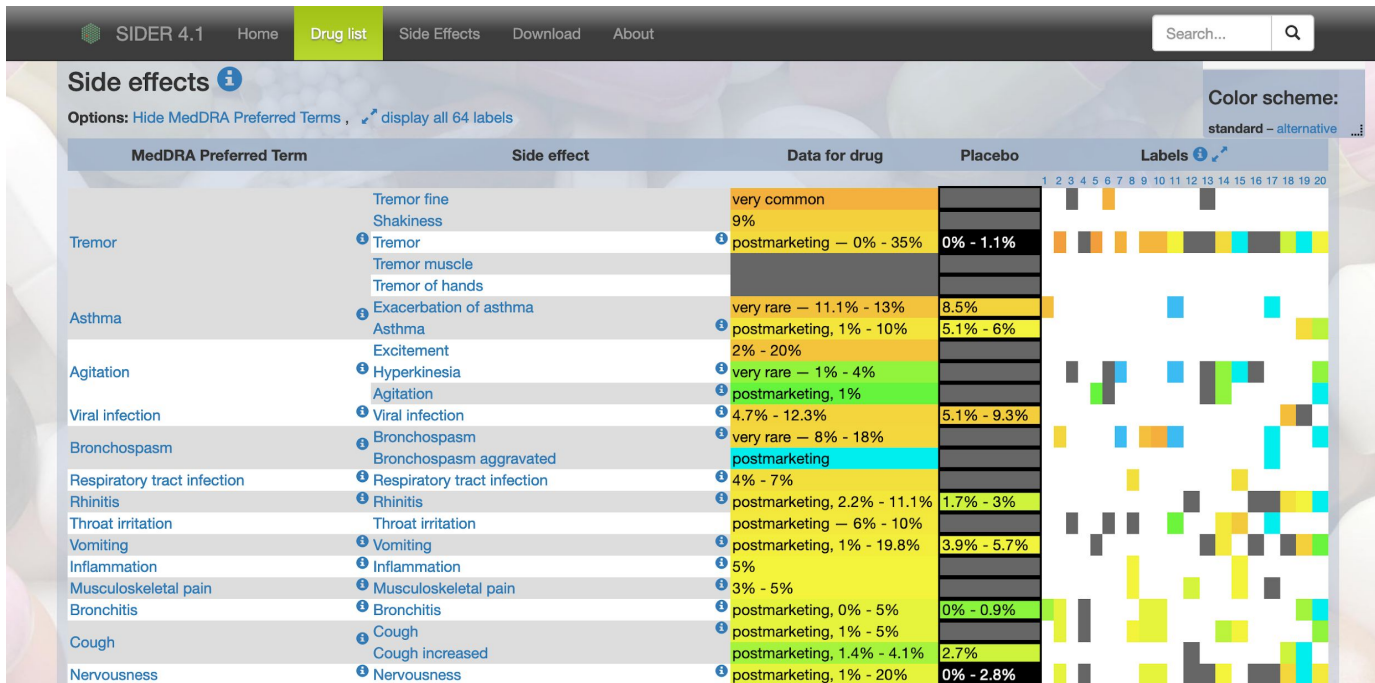 SIDER 4.1 Home Drug list Side Effects Download About Search...
Side effects
Color scheme:
Options: Hide MedDRA Preferred Terms , display all 64 labels
standard – alternative
MedDRA Preferred Term Side effect Data for drug Placebo Labels
1 2 3 4 5 6 7 8 9 10 11 12 13 14 15 16 17 18 19 20
Tremor fine very common
Shakiness 9%
Tremor Tremor postmarketing — 0% - 35% 0% - 1.1%
Tremor muscle
Tremor of hands
Asthma Exacerbation of asthma very rare — 11.1% - 13% 8.5%
Asthma postmarketing, 1% - 10% 5.1% - 6%
Excitement 2% - 20%
Agitation Hyperkinesia very rare — 1% - 4%
Agitation postmarketing, 1%
Viral infection Viral infection 4.7% - 12.3% 5.1% - 9.3%
Bronchospasm Bronchospasm very rare — 8% - 18%
Bronchospasm aggravated postmarketing
Respiratory tract infection Respiratory tract infection 4% - 7%
Rhinitis Rhinitis postmarketing, 2.2% - 11.1% 1.7% - 3%
Throat irritation Throat irritation postmarketing — 6% - 10%
Vomiting Vomiting postmarketing, 1% - 19.8% 3.9% - 5.7%
Inflammation Inflammation 5%
Musculoskeletal pain Musculoskeletal pain 3% - 5%
Bronchitis Bronchitis postmarketing, 0% - 5% 0% - 0.9%
Cough Cough postmarketing, 1% - 5%
Cough increased postmarketing, 1.4% - 4.1% 2.7%
Nervousness Nervousness postmarketing, 1% - 20% 0% - 2.8%